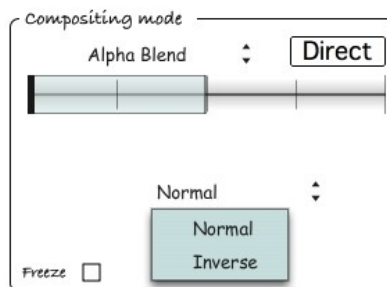 Compositing mode
Alpha Blend
Direct
Normal
Normal
Inverse
Freeze